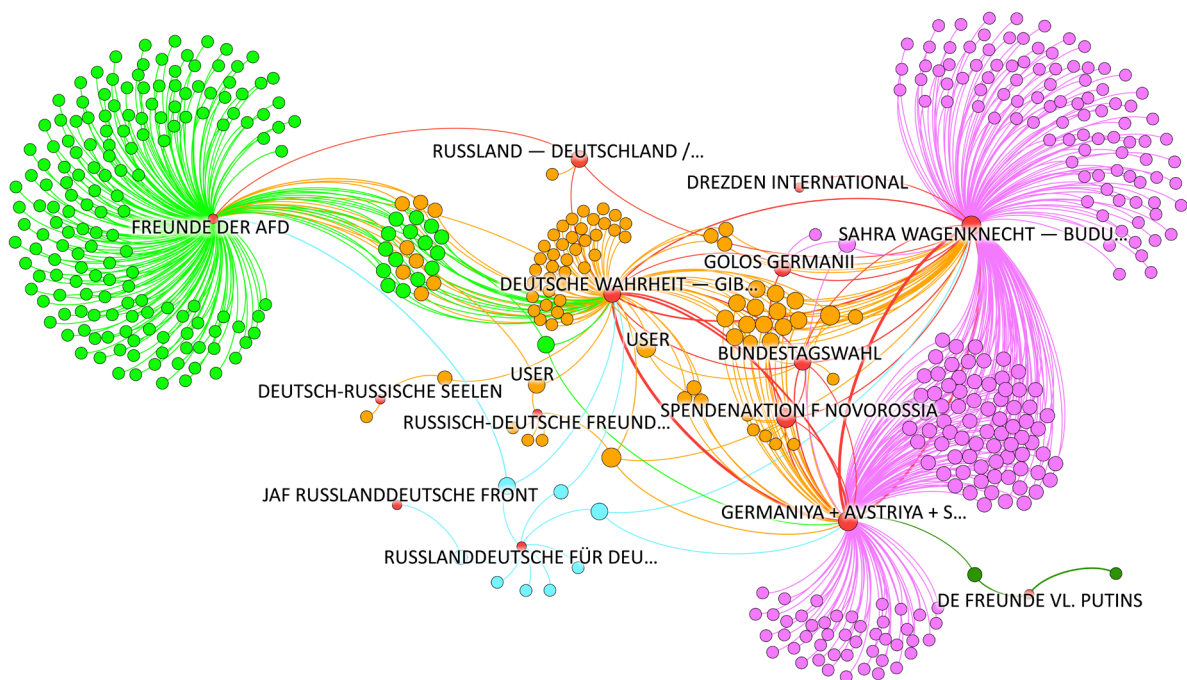 RUSSLAND — DEUTSCHLAND /...
DREZDEN INTERNATIONAL
FREUNDE DER AFD
SAHRA WAGENKNECHT — BUDU...
GOLOS GERMANII
DEUTSCHE WAHRHEIT — GIB...
USER
BUNDESTAGSWAHL
USER
DEUTSCH-RUSSISCHE SEELEN
SPENDENAKTION F NOVOROSSIA
RUSSISCH-DEUTSCHE FREUND...
JAF RUSSLANDDEUTSCHE FRONT
GERMANIYA + AVSTRIYA + S...
RUSSLANDDEUTSCHE FÜR DEU...
DE FREUNDE VL. PUTINS